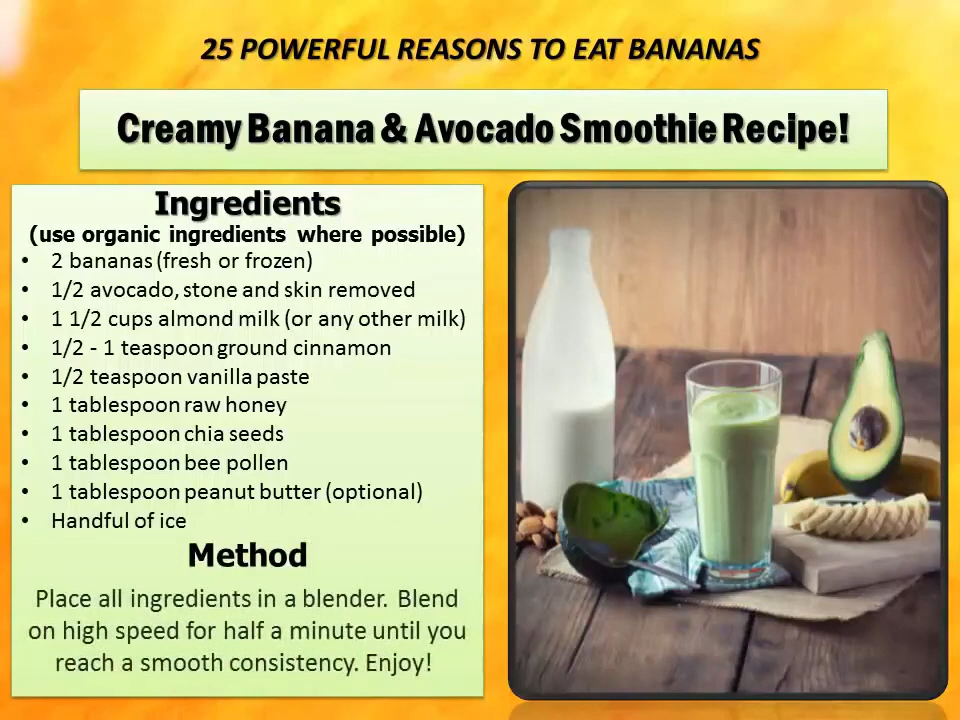 25 POWERFUL REASONS TO EAT BANANAS
Creamy Banana & Avocado Smoothie Recipe!
Ingredients
(use organic ingredients where possible)
• 2 bananas (fresh or frozen)
• 1/2 avocado, stone and skin removed
• 1 1/2 cups almond milk (or any other milk)
• 1/2 - 1 teaspoon ground cinnamon
• 1/2 teaspoon vanilla paste
• 1 tablespoon raw honey
• 1 tablespoon chia seeds
• 1 tablespoon bee pollen
• 1 tablespoon peanut butter (optional)
• Handful of ice
Method
Place all ingredients in a blender. Blend
on high speed for half a minute until you
reach a smooth consistency. Enjoy!